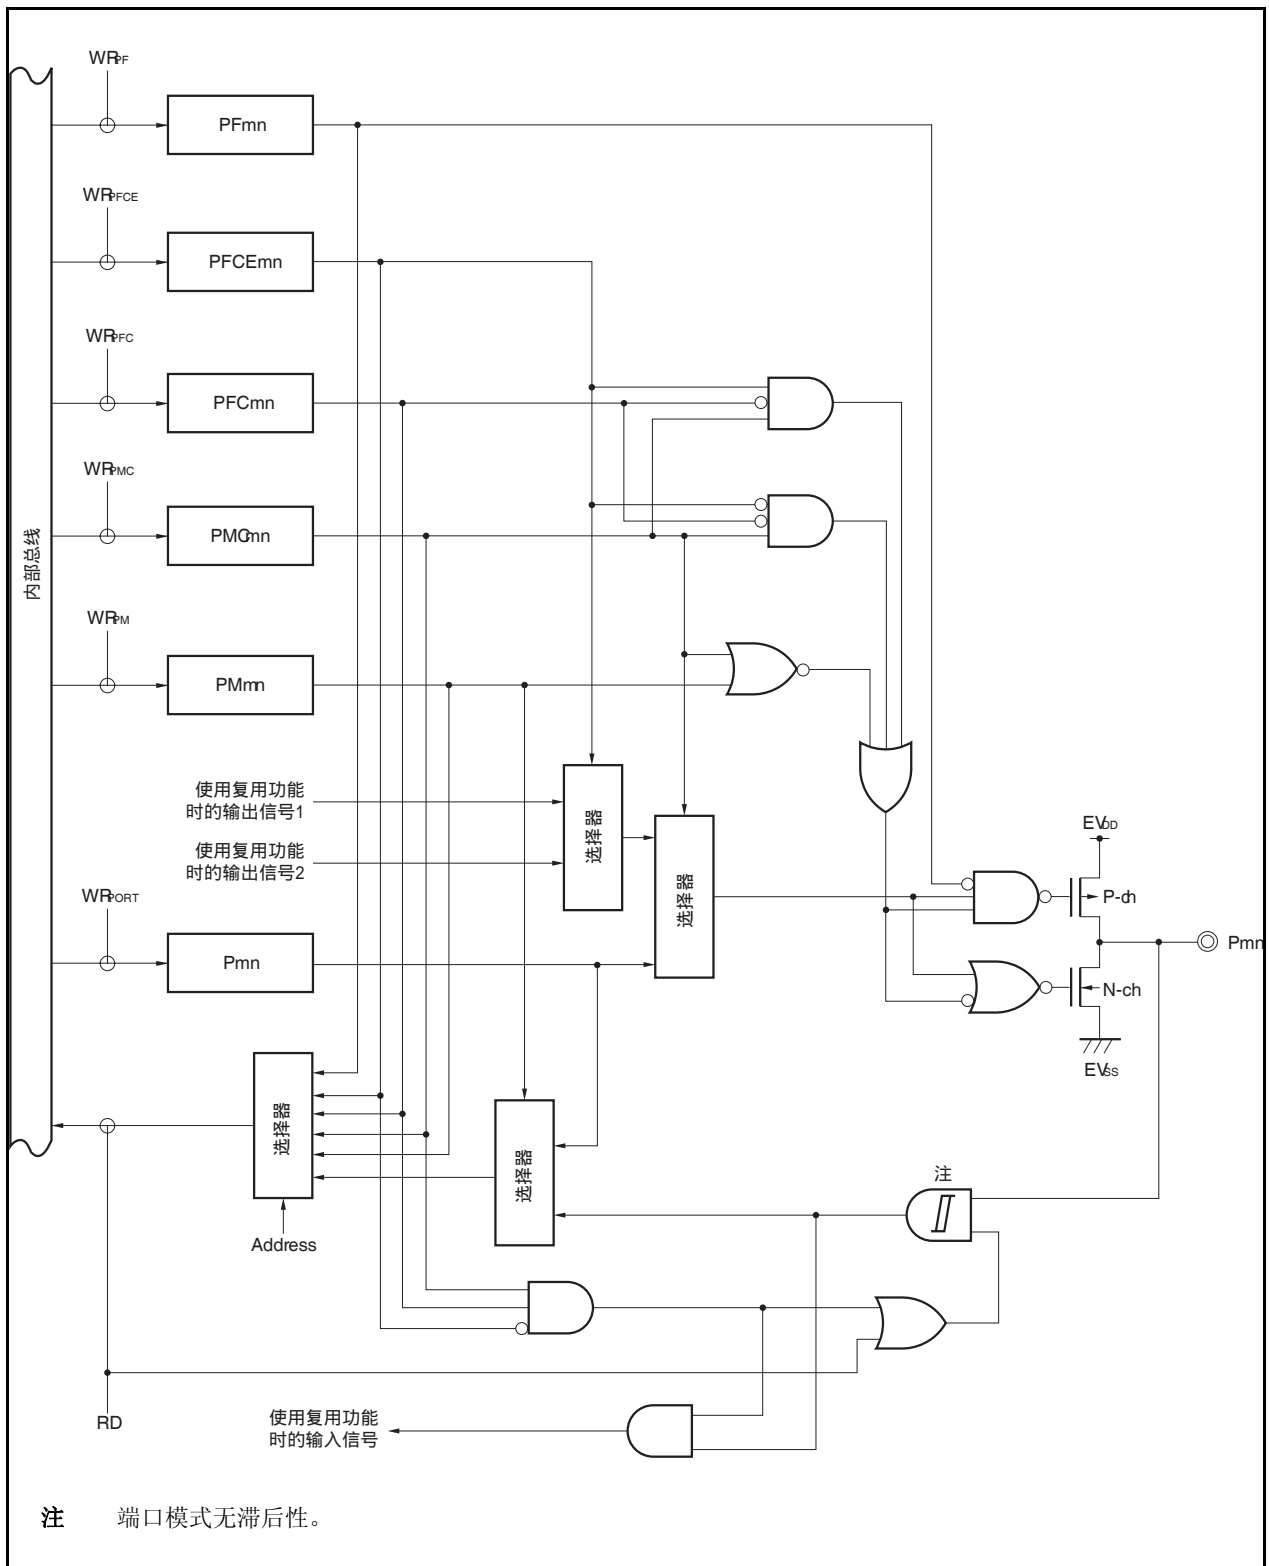 WRPF
PFmn
WRPFCE
PFCEmn
WRPFC
PFCmn
WRPMC
PMCmn
内部总线
WRPM
PMmn
使用复用功能
时的输出信号1
使用复用功能
时的输出信号2
选择器
选择器
EVDD
P-ch
WRPORT
Pmn
Pmn
N-ch
EVSS
选择器
选择器
注
Address
RD
使用复用功能
时的输入信号
注 端口模式无滞后性。